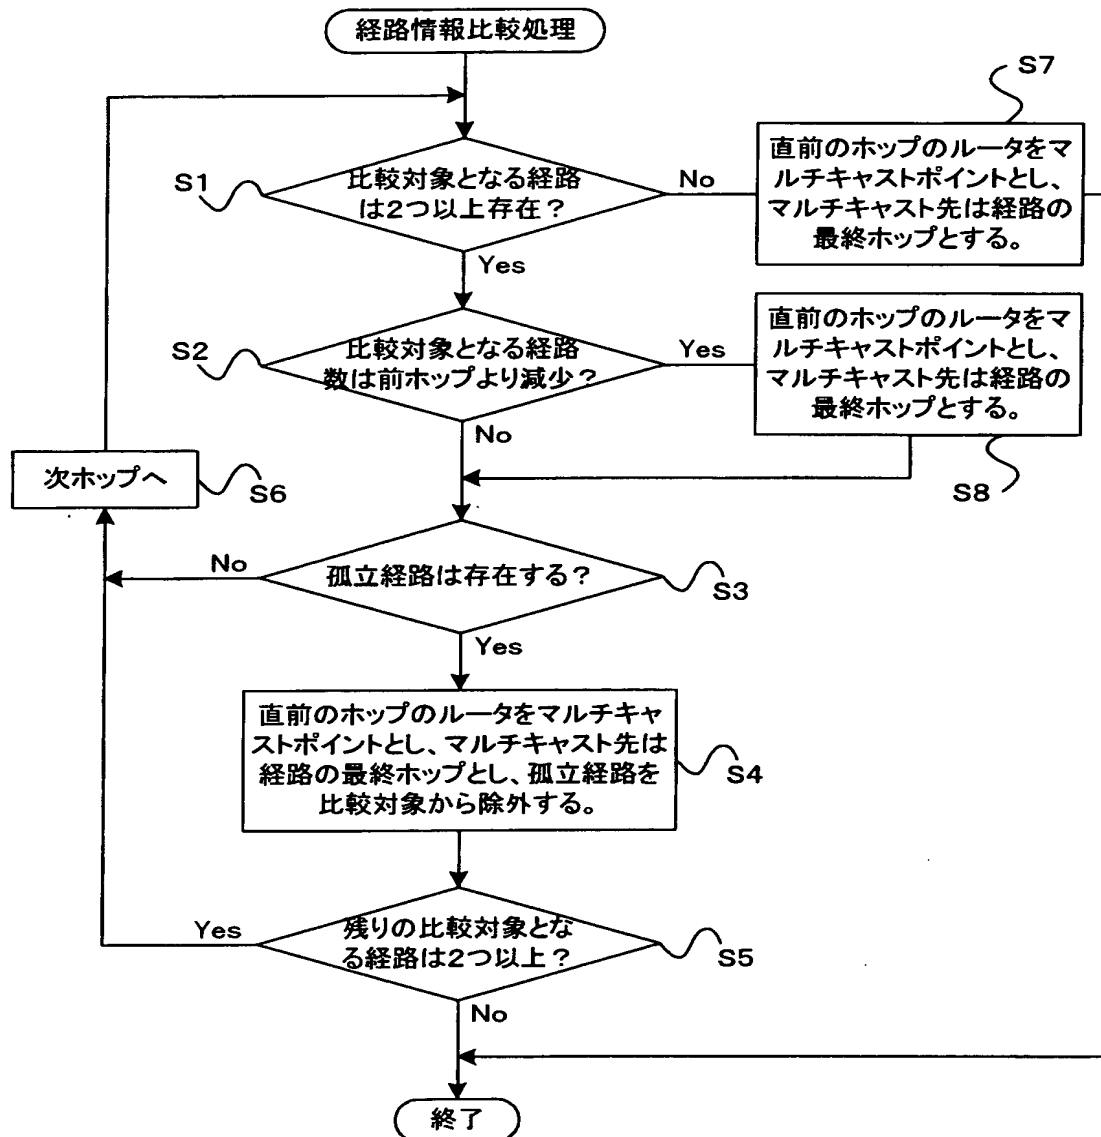 経路情報比較処理
S7
直前のホップのルータをマ
ルチキャストポイントとし、
マルチキャスト先は経路の
最終ホップとする。
S1
比較対象となる経路
は2つ以上存在？
No
Yes
直前のホップのルータをマ
ルチキャストポイントとし、
マルチキャスト先は経路の
最終ホップとする。
S2
比較対象となる経路
数は前ホップより減少？
Yes
No
次ホップへ
S6
S8
No
孤立経路は存在する？
S3
Yes
直前のホップのルータをマルチキャ
ストポイントとし、マルチキャスト先は
経路の最終ホップとし、孤立経路を
比較対象から除外する。
S4
Yes
残りの比較対象とな
る経路は2つ以上？
S5
No
終了